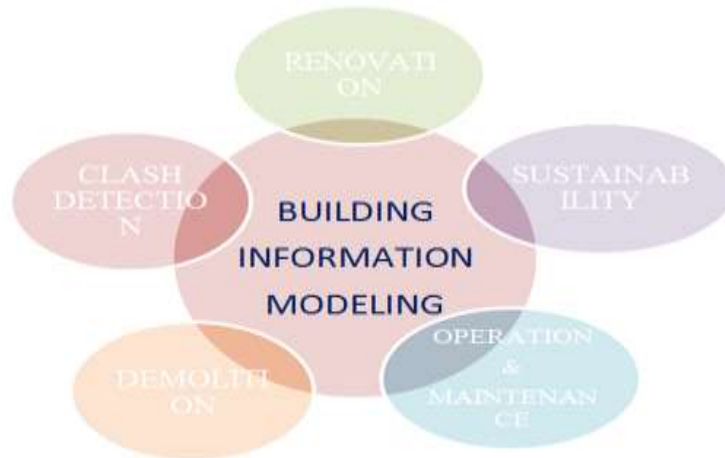 RENOVATI
ON
CLASH
DETECTIO
N
SUSTAINAB
ILITY
BUILDING
INFORMATION
MODELING
DEMOLITI
ON
OPERATION
&
MAINTENAN
CE